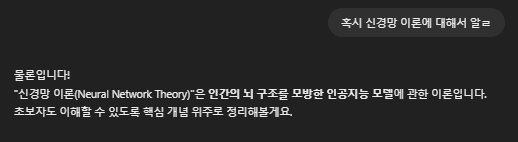 혹시 신경망 이론에 대해서 알ㄹ
물론입니다!
"신경망 이론(Neural Network Theory)"은 인간의 뇌 구조를 모방한 인공지능 모델에 관한 이론입니다.
초보자도 이해할 수 있도록 핵심 개념 위주로 정리해볼게요.